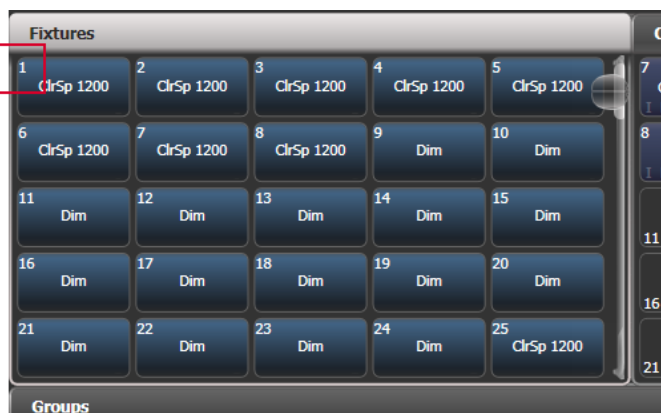 Fixtures
1 2 3 4 5
ClrSp 1200 ClrSp 1200 ClrSp 1200 ClrSp 1200 ClrSp 1200
6 7 8 9 10
ClrSp 1200 ClrSp 1200 ClrSp 1200 Dim Dim
11 12 13 14 15
Dim Dim Dim Dim Dim
16 17 18 19 20
Dim Dim Dim Dim Dim
21 22 23 24 25
Dim Dim Dim Dim ClrSp 1200
7
I
8
I
11
16
21
Groups